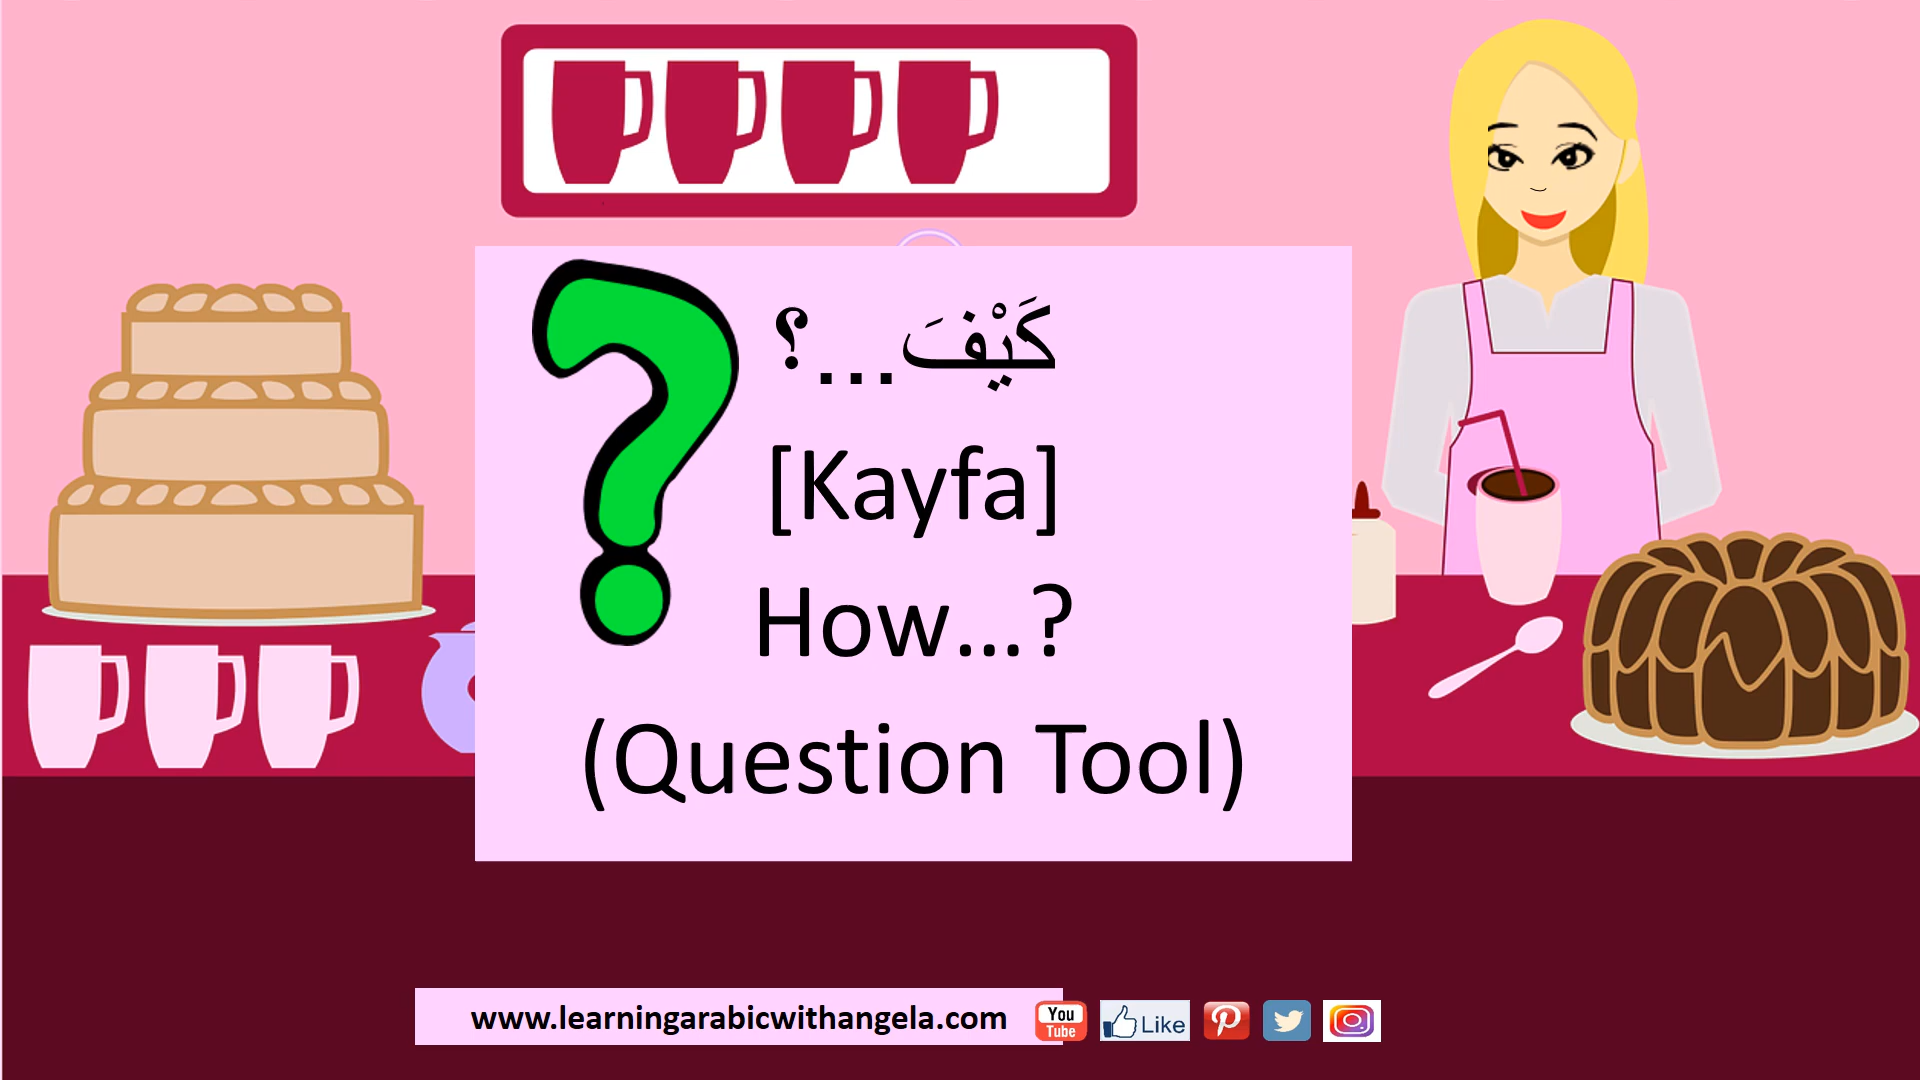 كَيْفَ...؟
[Kayfa]
How...?
(Question Tool)
www.learningarabicwithangela.com
You
Tube
Like